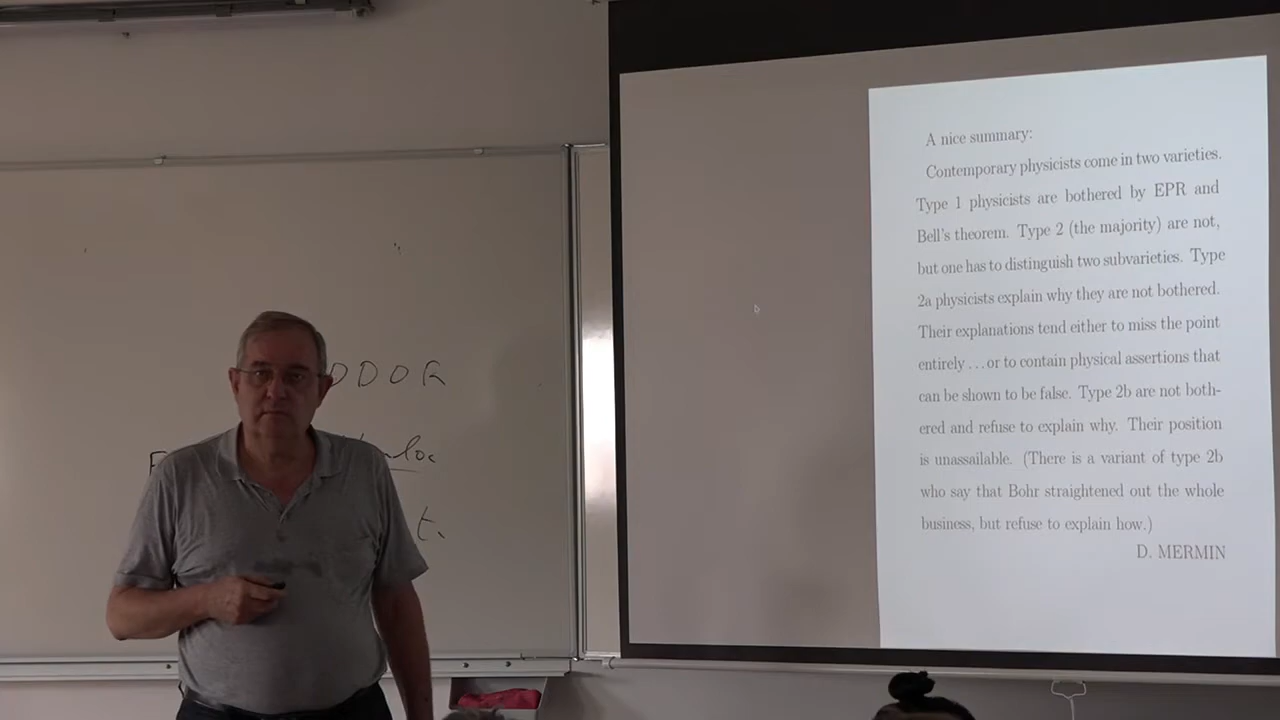 DDOR
nloc
t.
A nice summary:
Contemporary physicists come in two varieties.
Type 1 physicists are bothered by EPR and
Bell's theorem. Type 2 (the majority) are not,
but one has to distinguish two subvarieties. Type
2a physicists explain why they are not bothered.
Their explanations tend either to miss the point
entirely ...or to contain physical assertions that
can be shown to be false. Type 2b are not both-
ered and refuse to explain why. Their position
is unassailable. (There is a variant of type 2b
who say that Bohr straightened out the whole
business, but refuse to explain how.)
D. MERMIN